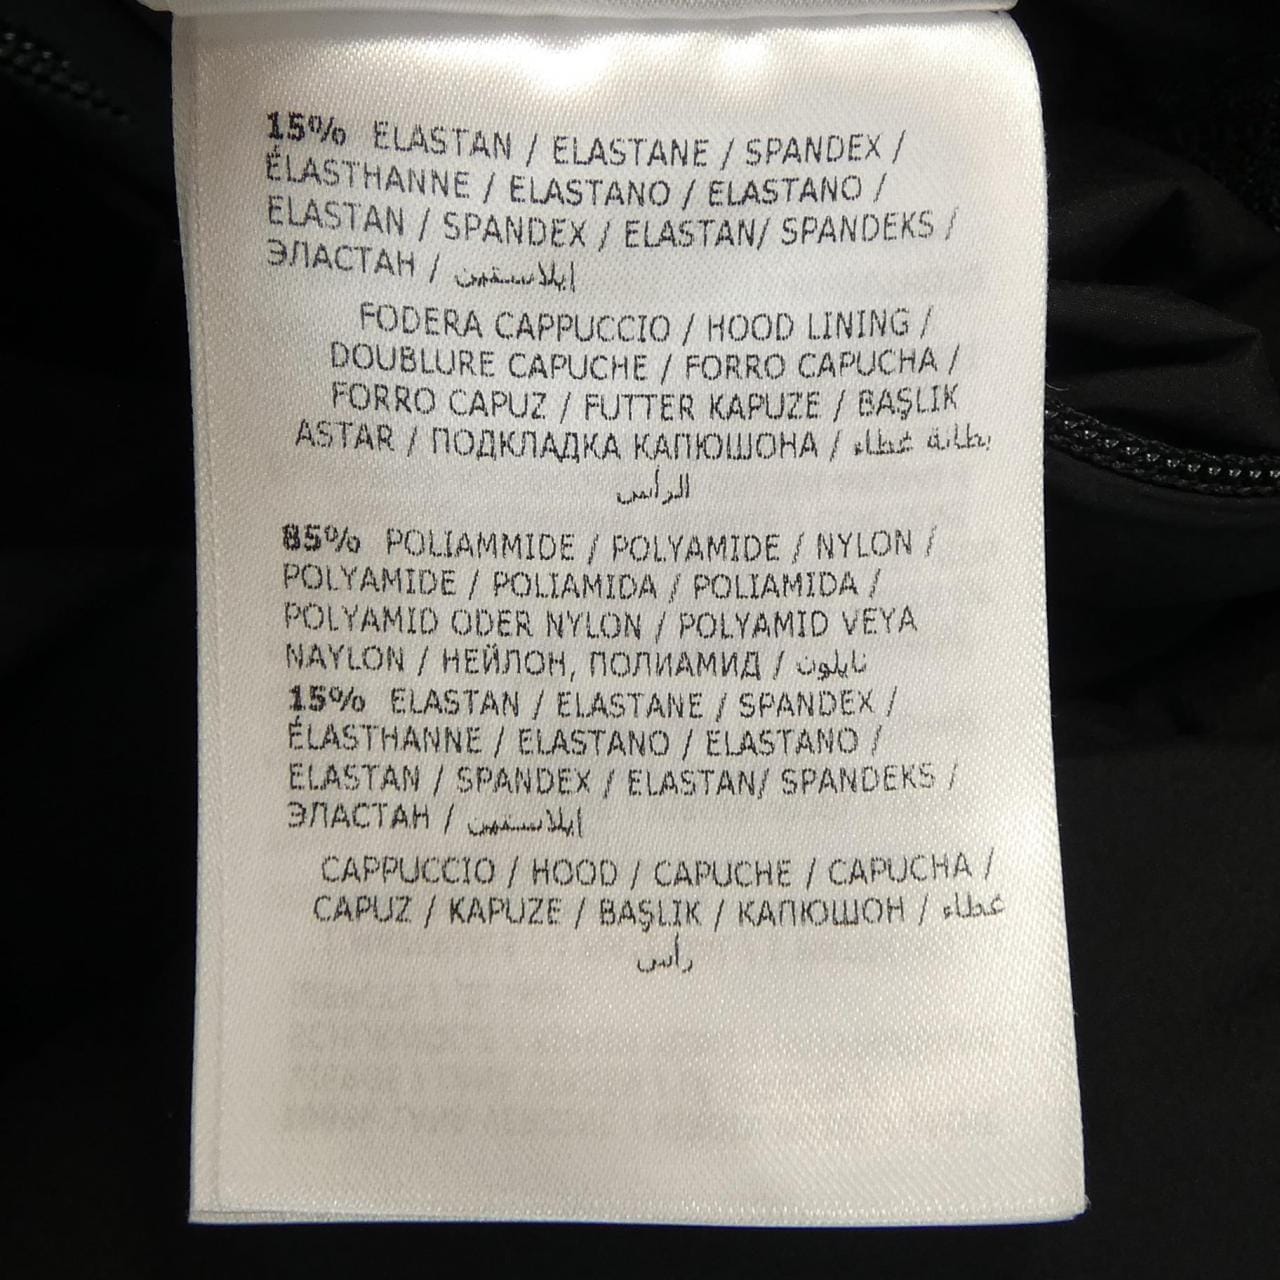 15% ELASTAN / ELASTANE / SPANDEX /
ÉLASTHANNE / ELASTANO / ELASTANO /
ELASTAN / SPANDEX / ELASTAN/ SPANDEKS /
ЭЛАСТАН / ايلاستين
FODERA CAPPUCCIO / HOOD LINING /
DOUBLURE CAPUCHE / FORRO CAPUCHA /
FORRO CAPUZ / FUTTER KAPUZE / BAŞLIK
ASTAR / ПОДКЛАДКА КАПЮШОНА / بطانة غطاء
الرأس
85% POLIAMMIDE / POLYAMIDE / NYLON /
POLYAMIDE / POLIAMIDA / POLIAMIDA /
POLYAMID ODER NYLON / POLYAMID VEYA
NAYLON / НЕЙЛОН, ПОЛИАМИД / نايلون
15% ELASTAN / ELASTANE / SPANDEX /
ÉLASTHANNE / ELASTANO / ELASTANO /
ELASTAN / SPANDEX / ELASTAN/ SPANDEKS /
ЭЛАСТАН / ايلاستين
CAPPUCCIO / HOOD / CAPUCHE / CAPUCHA /
CAPUZ / KAPUZE / BAŞLIK / КАПЮШОН / غطاء
رأس